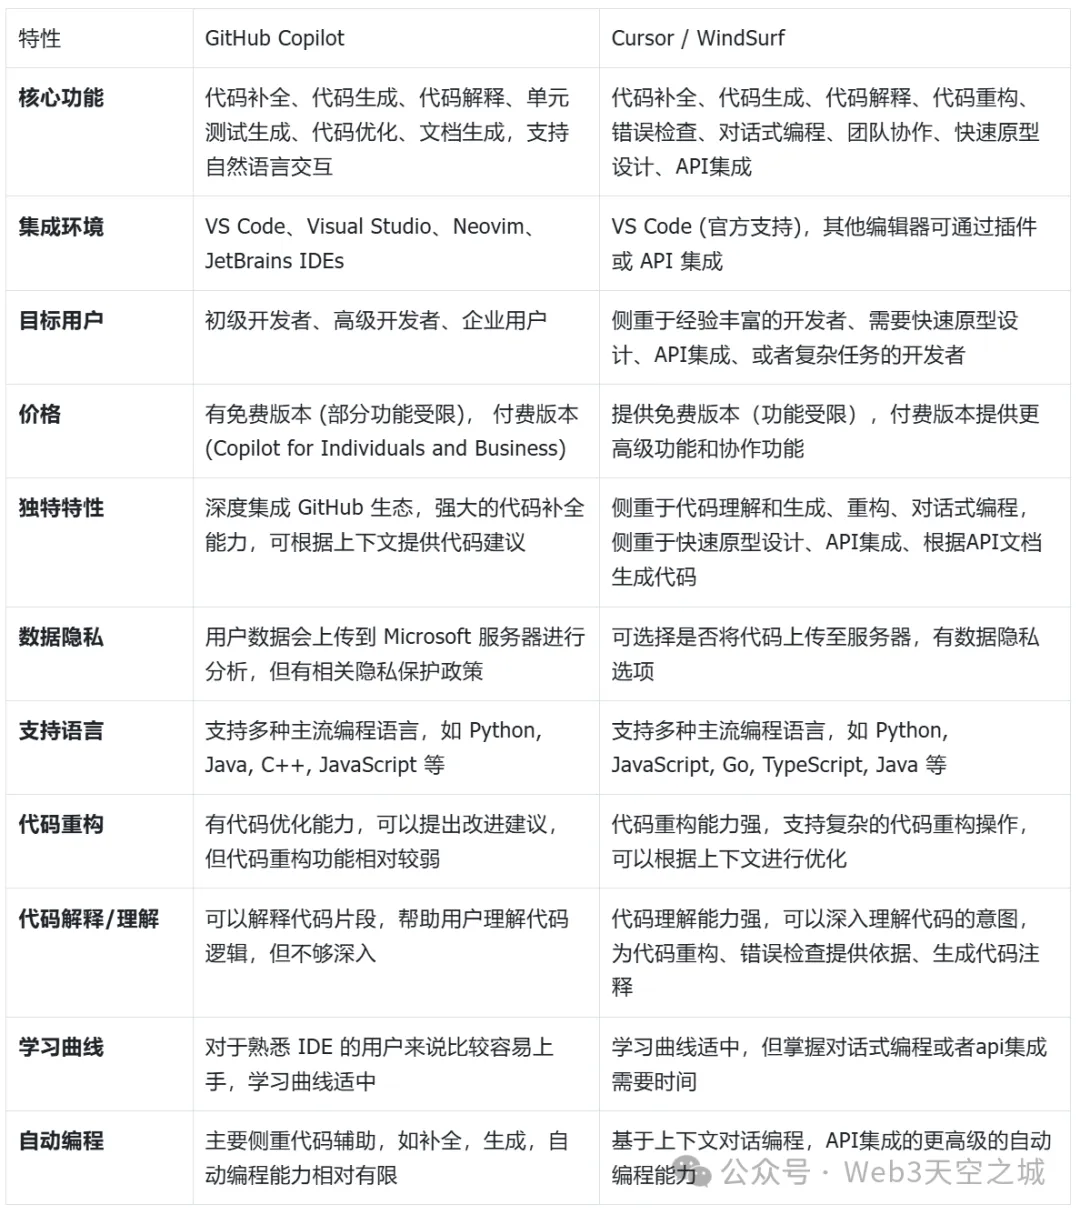 特性
GitHub Copilot
Cursor / WindSurf
核心功能
代码补全、代码生成、代码解释、单元
测试生成、代码优化、文档生成，支持
自然语言交互
代码补全、代码生成、代码解释、代码重构、
错误检查、对话式编程、团队协作、快速原型
设计、API集成
集成环境
VS Code、Visual Studio、Neovim、
JetBrains IDEs
VS Code (官方支持)，其他编辑器可通过插件
或 API 集成
目标用户
初级开发者、高级开发者、企业用户
侧重于经验丰富的开发者、需要快速原型设
计、API集成、或者复杂任务的开发者
价格
有免费版本 (部分功能受限)， 付费版本
(Copilot for Individuals and Business)
提供免费版本（功能受限），付费版本提供更
高级功能和协作功能
独特特性
深度集成 GitHub 生态，强大的代码补全
能力，可根据上下文提供代码建议
侧重于代码理解和生成、重构、对话式编程，
侧重于快速原型设计、API集成、根据API文档
生成代码
数据隐私
用户数据会上传到 Microsoft 服务器进行
分析，但有相关隐私保护政策
可选择是否将代码上传至服务器，有数据隐私
选项
支持语言
支持多种主流编程语言，如 Python,
Java, C++, JavaScript 等
支持多种主流编程语言，如 Python,
JavaScript, Go, TypeScript, Java 等
代码重构
有代码优化能力，可以提出改进建议，
但代码重构功能相对较弱
代码重构能力强，支持复杂的代码重构操作，
可以根据上下文进行优化
代码解释/理解
可以解释代码片段，帮助用户理解代码
逻辑，但不够深入
代码理解能力强，可以深入理解代码的意图，
为代码重构、错误检查提供依据、生成代码注
释
学习曲线
对于熟悉 IDE 的用户来说比较容易上
手，学习曲线适中
学习曲线适中，但掌握对话式编程或者api集成
需要时间
自动编程
主要侧重代码辅助，如补全，生成，自
动编程能力相对有限
基于上下文对话编程，API集成的更高级的自动
编程能力
公众号 · Web3天空之城